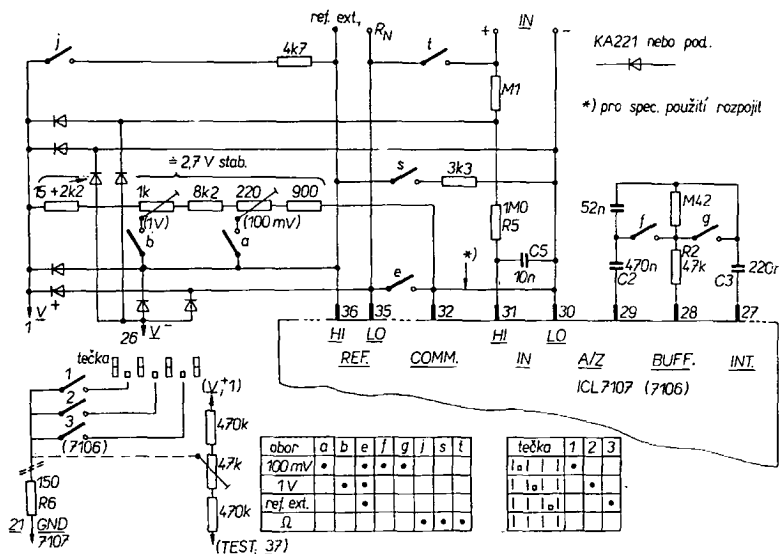 ref. ext.
R_N
IN
+
-
j
4k7
t
M1
KA221 nebo pod.
*) pro spec. použití rozpojit
≐ 2,7 V stab.
s
3k3
15 + 2k2
1k
8k2
220
900
(1V)
(100 mV)
b
a
1M0
R5
52n
M42
f
g
*)
C5
10n
470n
C2
R2
47k
C3
e
1
V+
26
V-
36
35
32
31
30
29
28
27
HI
LO
HI
LO
REF.
COMM.
IN
A/Z
BUFF.
INT.
ICL7107 (7106)
tečka
1
2
3
(7106)
(V+,1)
470k
47k
470k
(TEST, 37)
150
R6
21
GND
7107
obor a b e f g j s t
100 mV • • • •
1 V • •
ref. ext. •
Ω • • •
tečka 1 2 3
•
•
•